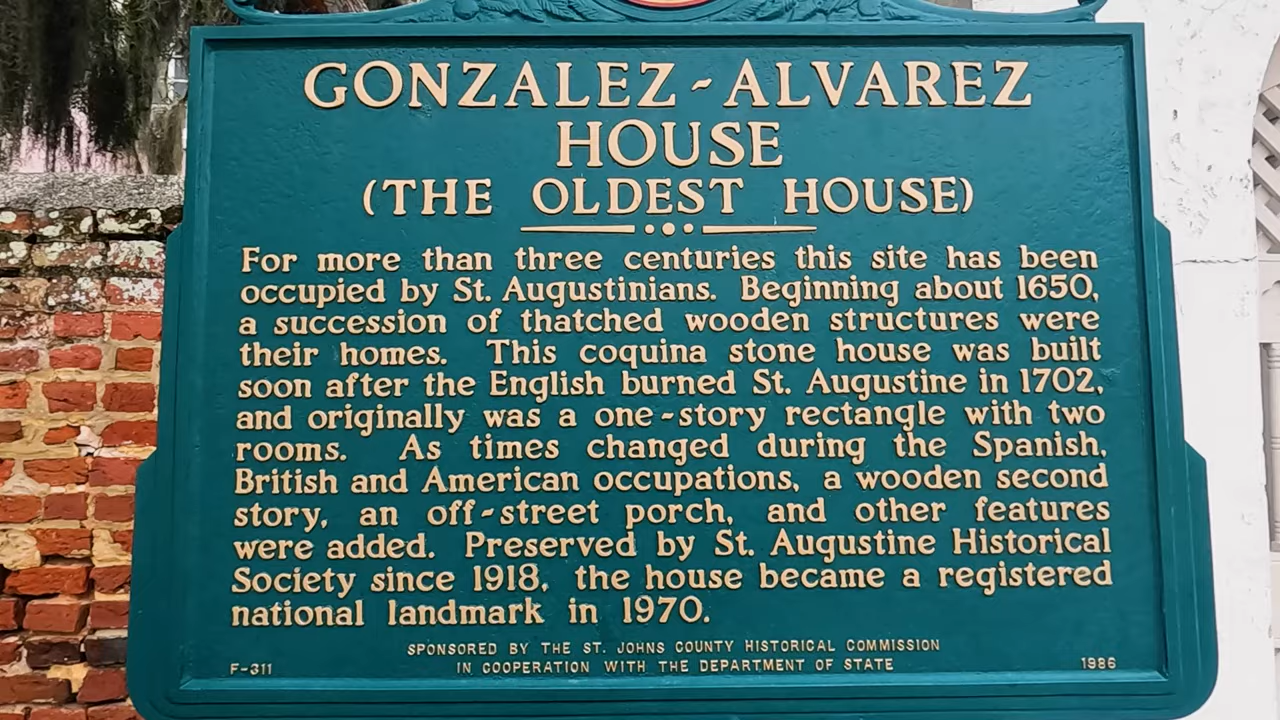 GONZALEZ-ALVAREZ
HOUSE
(THE OLDEST HOUSE)
For more than three centuries this site has been
occupied by St. Augustinians. Beginning about 1650,
a succession of thatched wooden structures were
their homes. This coquina stone house was built
soon after the English burned St. Augustine in 1702,
and originally was a one-story rectangle with two
rooms. As times changed during the Spanish,
British and American occupations, a wooden second
story, an off-street porch, and other features
were added. Preserved by St. Augustine Historical
Society since 1918, the house became a registered
national landmark in 1970.
SPONSORED BY THE ST. JOHNS COUNTY HISTORICAL COMMISSION
F-311 IN COOPERATION WITH THE DEPARTMENT OF STATE 1986